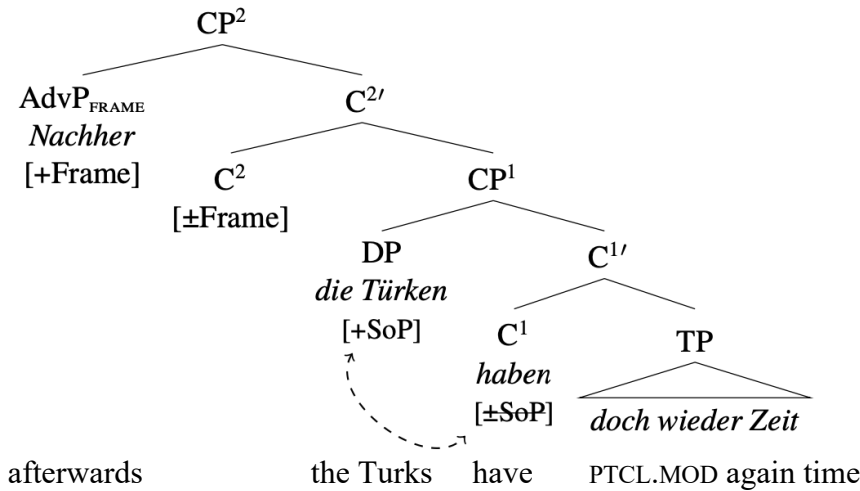 CP²
AdvP_FRAME C²′
Nachher
[+Frame] C² CP¹
[±Frame]
DP C¹′
die Türken
[+SoP] C¹ TP
haben
[±SoP] doch wieder Zeit
afterwards the Turks have PTCL.MOD again time